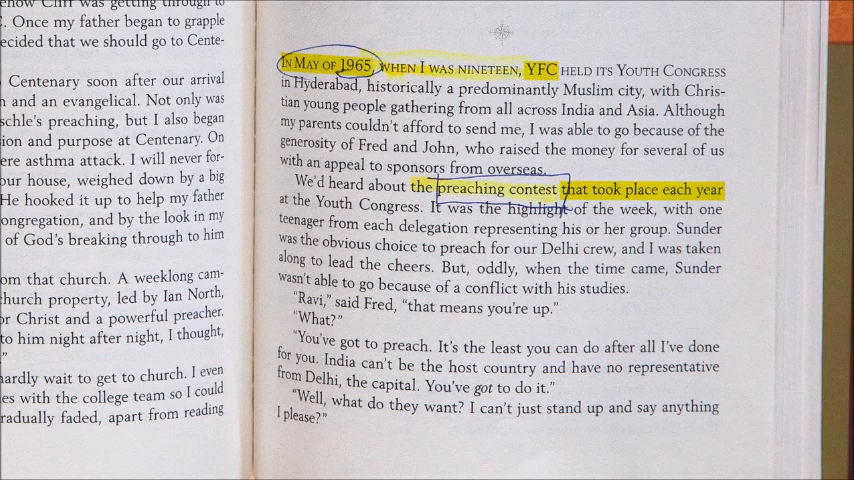 enow Cliff was getting through to
. Once my father began to grapple
ecided that we should go to Cente-
Centenary soon after our arrival
n and an evangelical. Not only was
schle's preaching, but I also began
ion and purpose at Centenary. On
ere asthma attack. I will never for-
our house, weighed down by a big
He hooked it up to help my father
ongregation, and by the look in my
of God's breaking through to him
om that church. A weeklong cam-
hurch property, led by Ian North,
or Christ and a powerful preacher.
to him night after night, I thought,
"
hardly wait to get to church. I even
es with the college team so I could
radually faded, apart from reading
IN MAY OF 1965, WHEN I WAS NINETEEN, YFC HELD ITS YOUTH CONGRESS
in Hyderabad, historically a predominantly Muslim city, with Chris-
tian young people gathering from all across India and Asia. Although
my parents couldn't afford to send me, I was able to go because of the
generosity of Fred and John, who raised the money for several of us
with an appeal to sponsors from overseas.
We'd heard about the preaching contest that took place each year
at the Youth Congress. It was the highlight of the week, with one
teenager from each delegation representing his or her group. Sunder
was the obvious choice to preach for our Delhi crew, and I was taken
along to lead the cheers. But, oddly, when the time came, Sunder
wasn't able to go because of a conflict with his studies.
"Ravi," said Fred, "that means you're up."
"What?"
"You've got to preach. It's the least you can do after all I've done
for you. India can't be the host country and have no representative
from Delhi, the capital. You've got to do it."
"Well, what do they want? I can't just stand up and say anything
I please?"